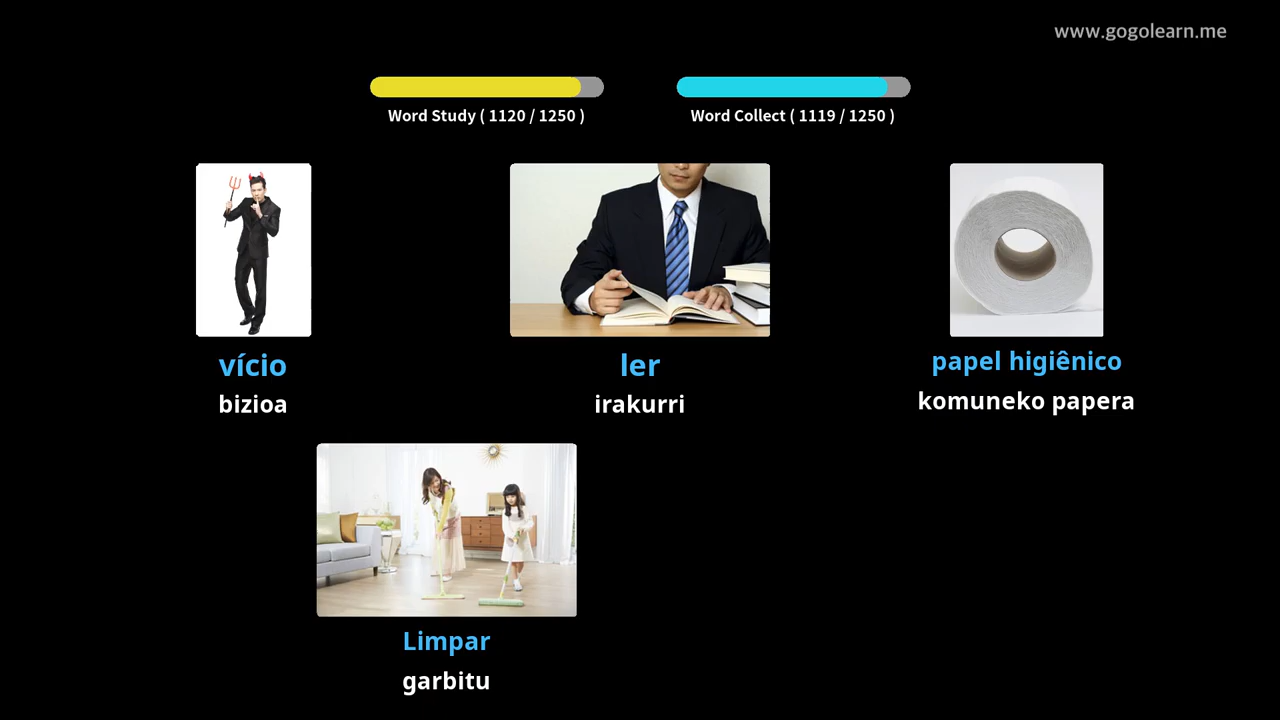 www.gogolearn.me
Word Study ( 1120 / 1250 )
Word Collect ( 1119 / 1250 )
vício
bizioa
ler
irakurri
papel higiênico
komuneko papera
Limpar
garbitu